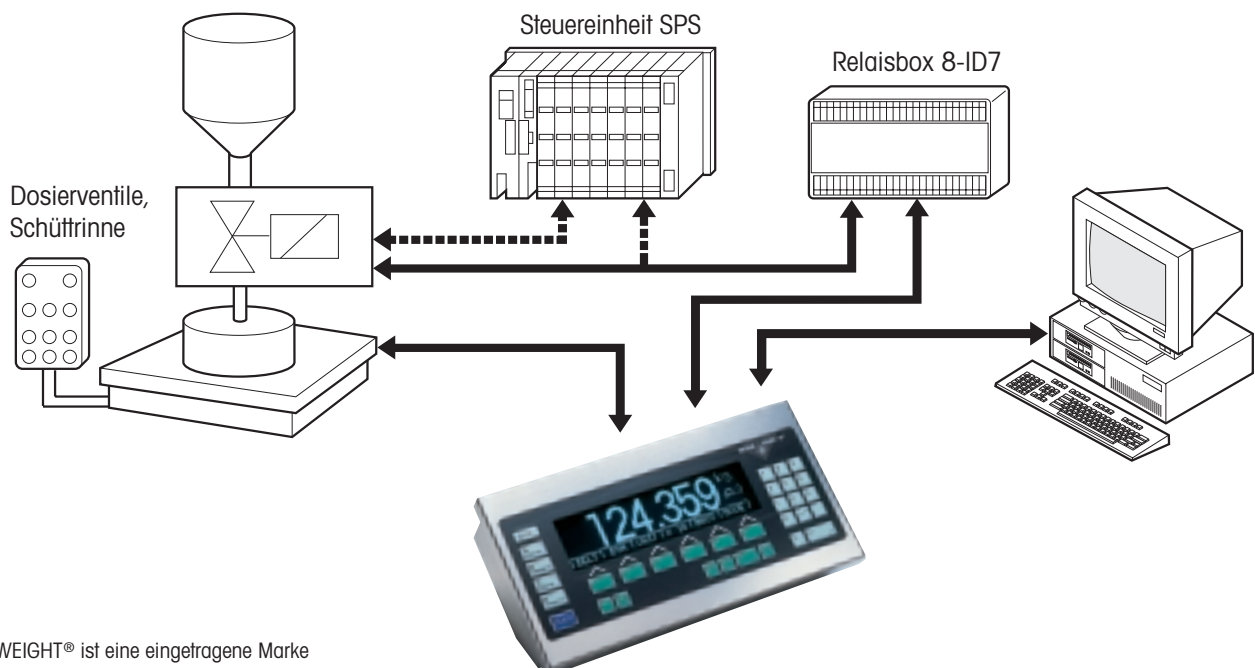 Steuereinheit SPS
Relaisbox 8-ID7
Dosierventile,
Schüttrinne
124.359
WEIGHT® ist eine eingetragene Marke